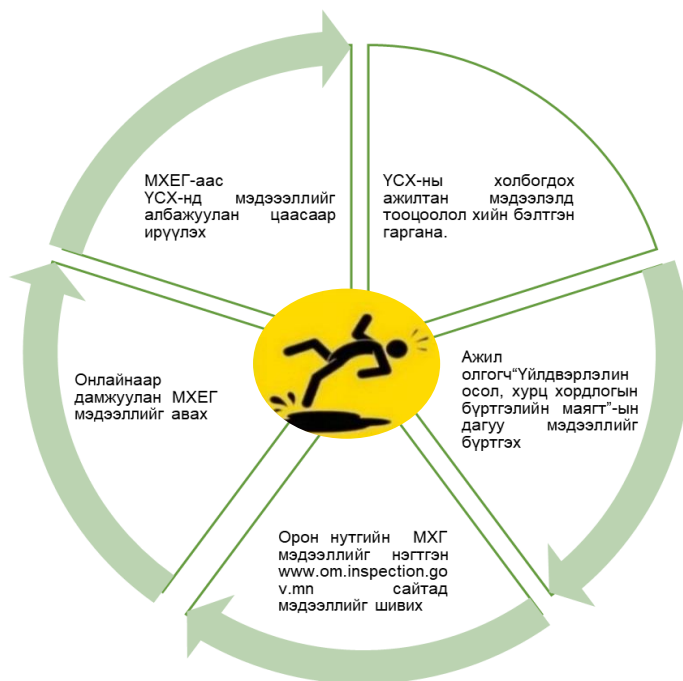 МХЕГ-аас
ҮСХ-нд мэдэээллийг
албажуулан цаасаар
ирүүлэх
ҮСХ-ны холбогдох
ажилтан мэдээлэлд
тооцоолол хийн бэлтгэн
гаргана.
Ажил
олгогч“Үйлдвэрлэлин
осол, хурц хордлогын
бүртгэлийн маягт”-ын
дагуу мэдээллийг
бүртгэх
Орон нутгийн МХГ
мэдээллийг нэгтгэн
www.om.inspection.go
v.mn сайтад
мэдээллийг шивих
Онлайнаар
дамжуулан МХЕГ
мэдээллийг авах